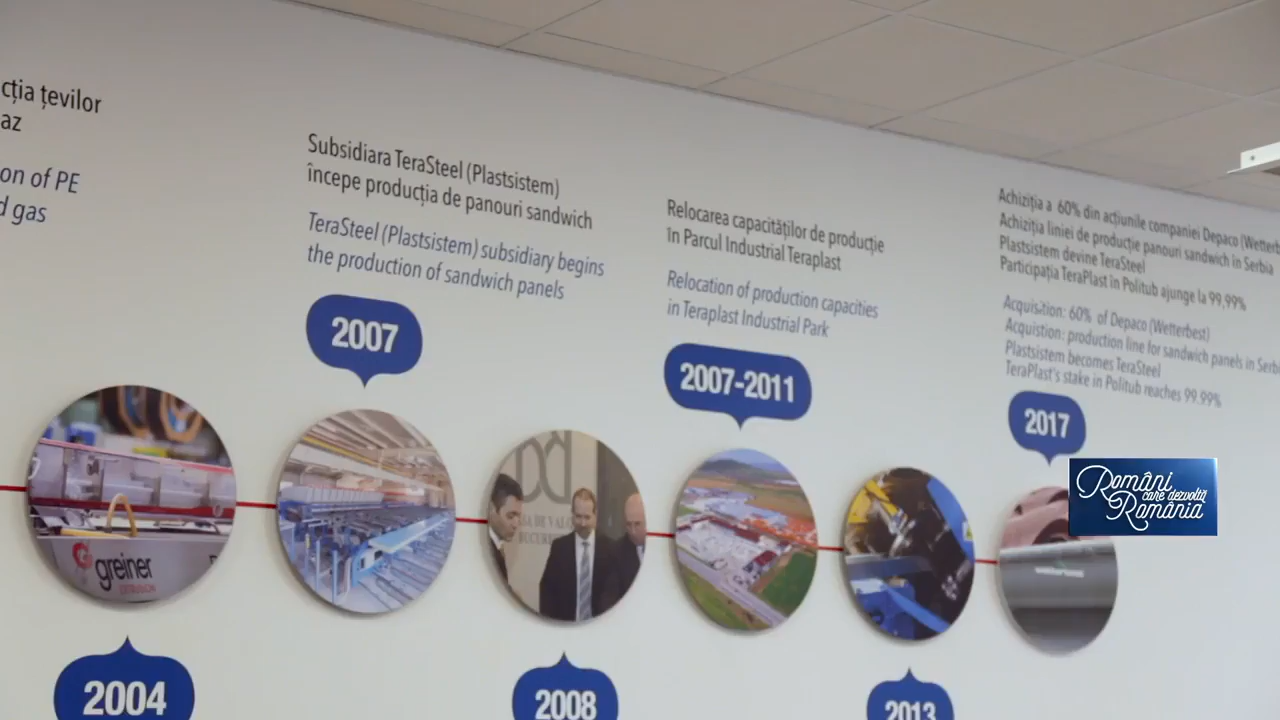 cția țevilor
az
on of PE
d gas
Subsidiara TeraSteel (Plastsistem)
începe producția de panouri sandwich
TeraSteel (Plastsistem) subsidiary begins
the production of sandwich panels
2007
Relocarea capacităților de producție
în Parcul Industrial Teraplast
Relocation of production capacities
in Teraplast Industrial Park
2007-2011
Achiziția a 60% din acțiunile companiei Depaco (Wetterbest
Achiziția liniei de producție panouri sandwich în Serbia
Plastsistem devine TeraSteel
Participația TeraPlast în Politub ajunge la 99,99%
Acquisition: 60% of Depaco (Wetterbest)
Acquistion: production line for sandwich panels in Serbi
Plastsistem becomes TeraSteel
TeraPlast's stake in Politub reaches 99.99%
2017
Români
care dezvoltă
România
greiner
2004
2008
2013